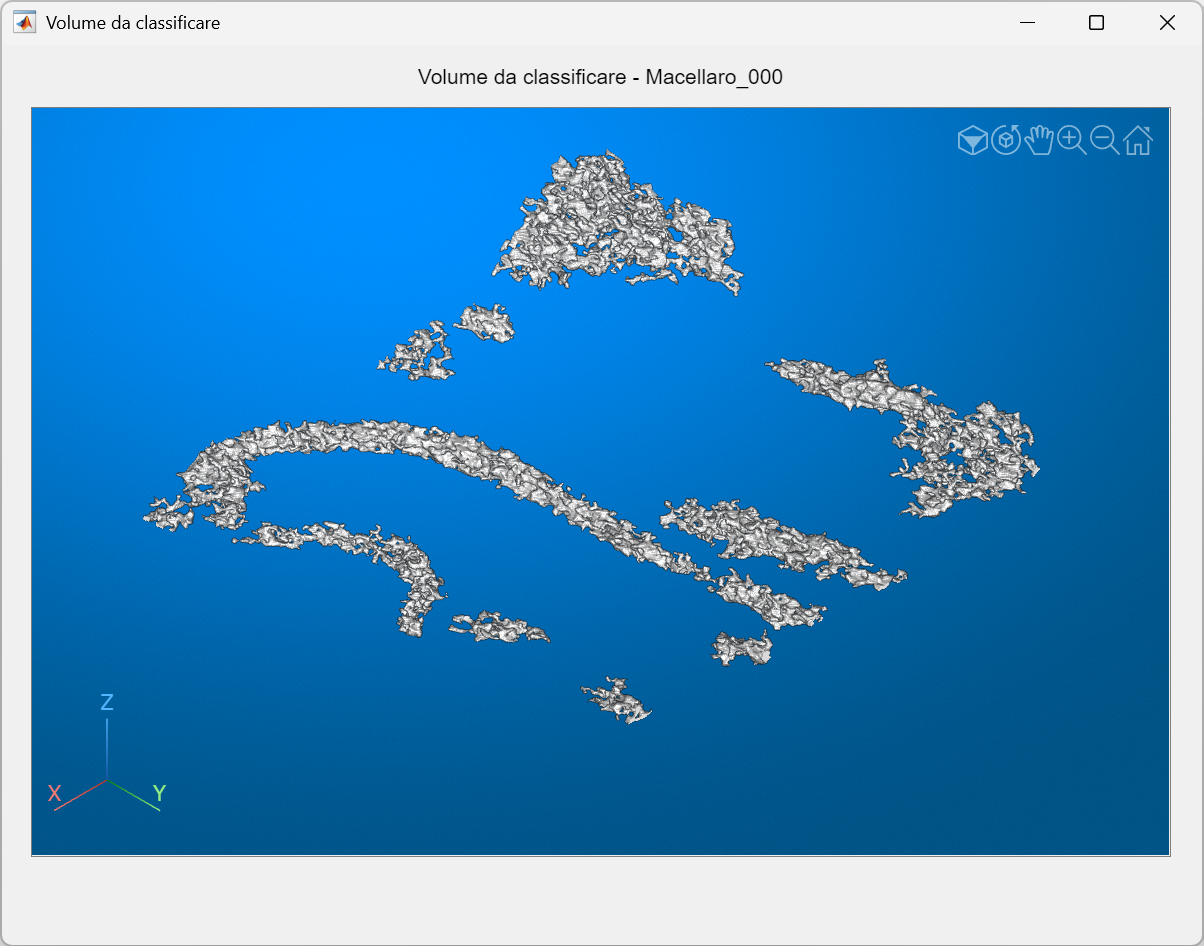 Volume da classificare
Volume da classificare - Macellaro_000
Z
X
Y